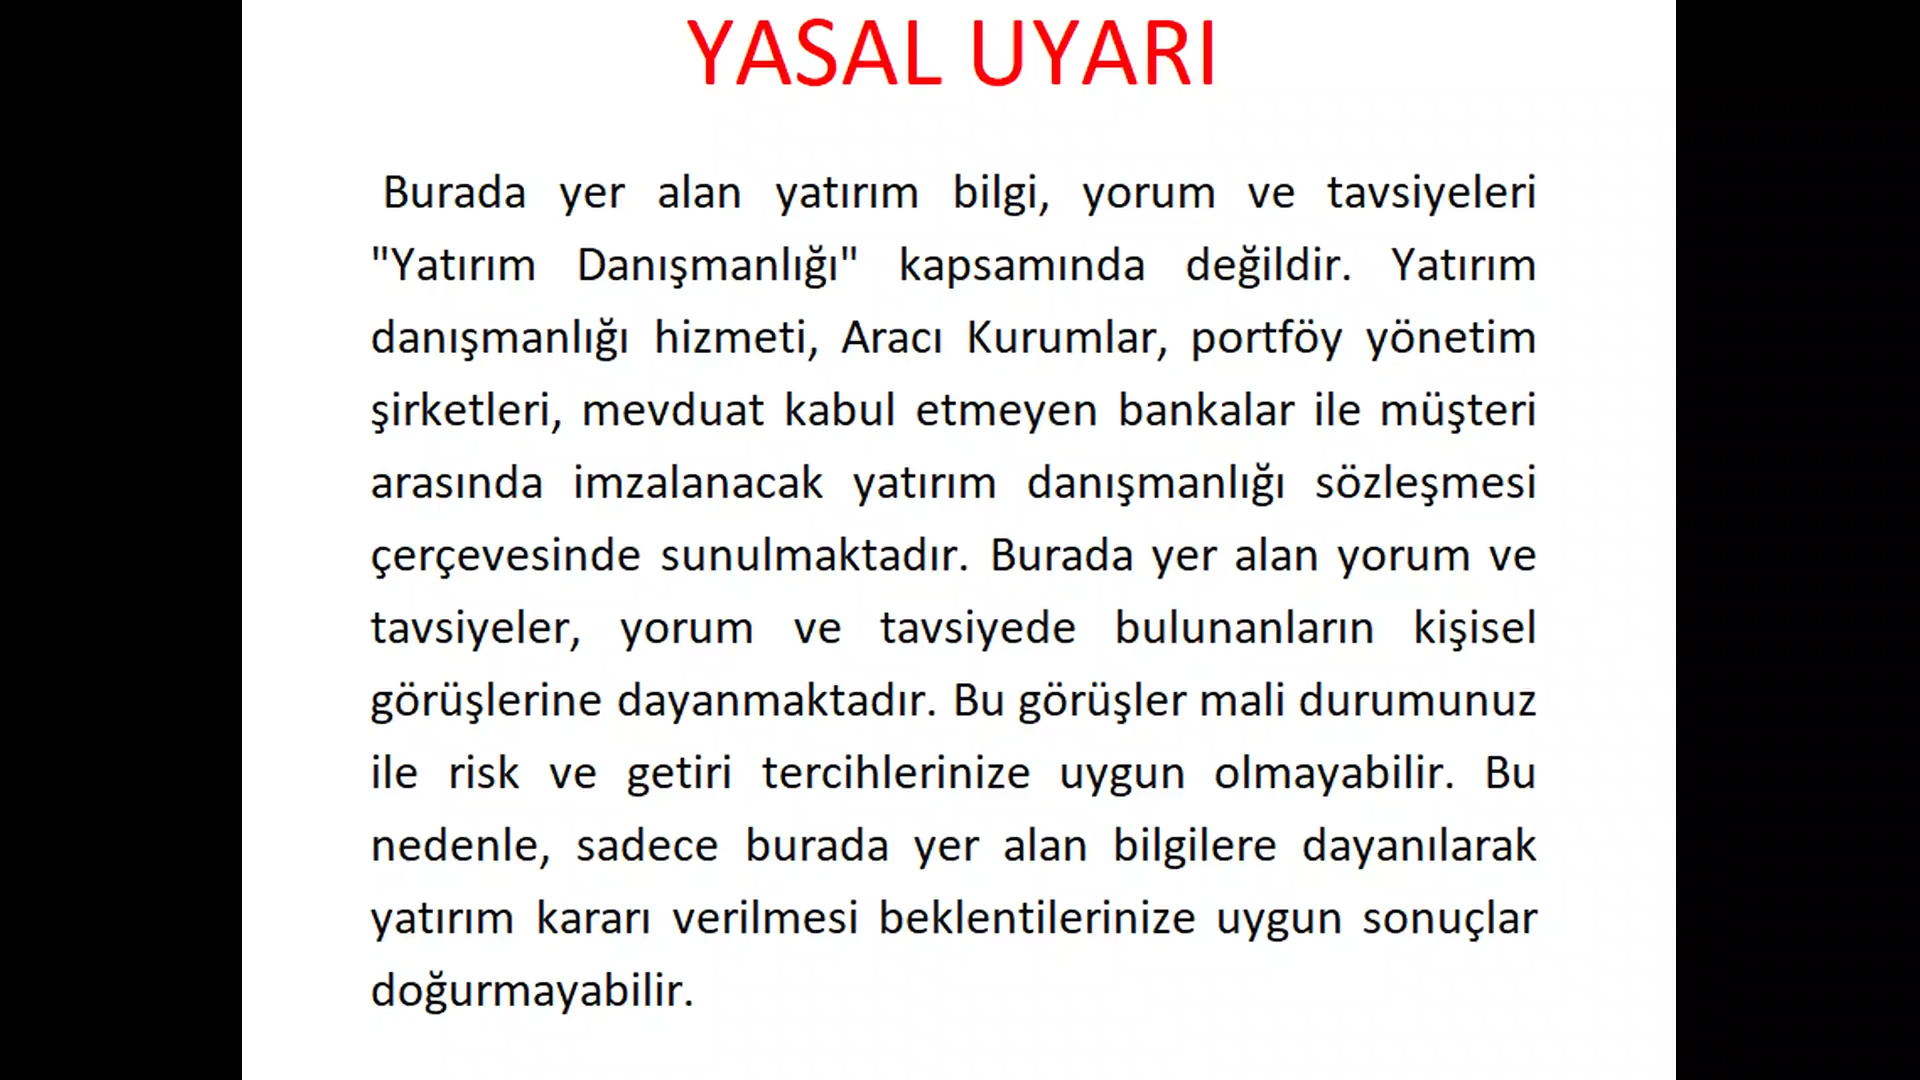 YASAL UYARI
Burada yer alan yatırım bilgi, yorum ve tavsiyeleri
"Yatırım Danışmanlığı" kapsamında değildir. Yatırım
danışmanlığı hizmeti, Aracı Kurumlar, portföy yönetim
şirketleri, mevduat kabul etmeyen bankalar ile müşteri
arasında imzalanacak yatırım danışmanlığı sözleşmesi
çerçevesinde sunulmaktadır. Burada yer alan yorum ve
tavsiyeler, yorum ve tavsiyede bulunanların kişisel
görüşlerine dayanmaktadır. Bu görüşler mali durumunuz
ile risk ve getiri tercihlerinize uygun olmayabilir. Bu
nedenle, sadece burada yer alan bilgilere dayanılarak
yatırım kararı verilmesi beklentilerinize uygun sonuçlar
doğurmayabilir.